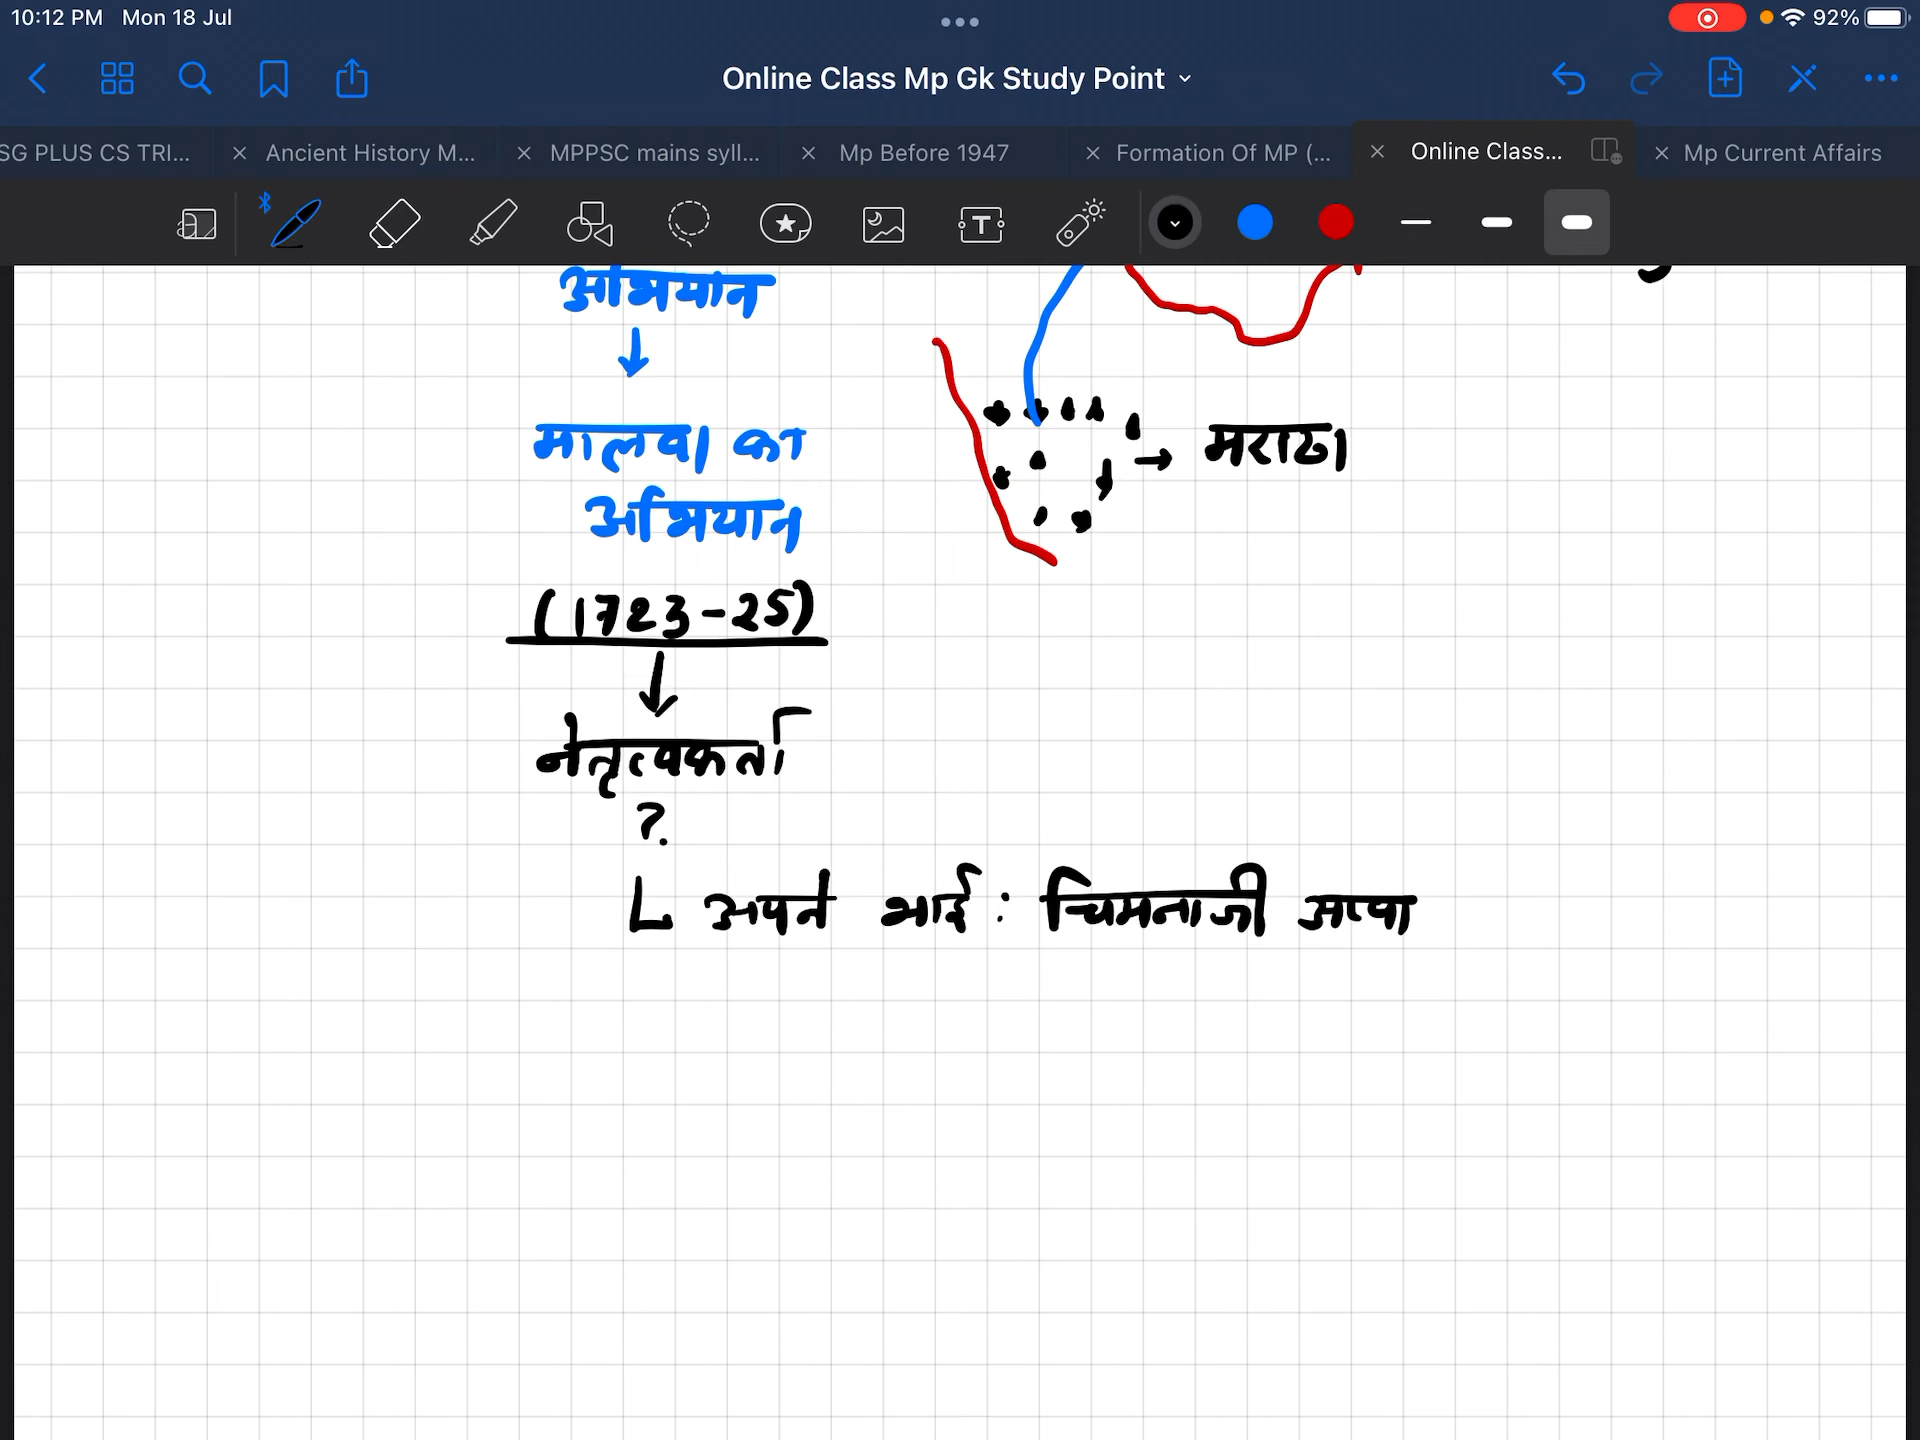 10:12 PM Mon 18 Jul
92%
Online Class Mp Gk Study Point
SG PLUS CS TRI...
Ancient History M...
MPPSC mains syll...
Mp Before 1947
Formation Of MP (...
Online Class...
Mp Current Affairs
अभियान
मालवा का
अभियान
मराठा
(1723-25)
नेतृत्वकर्ता
?
अपने भाई : चिमनाजी अप्पा